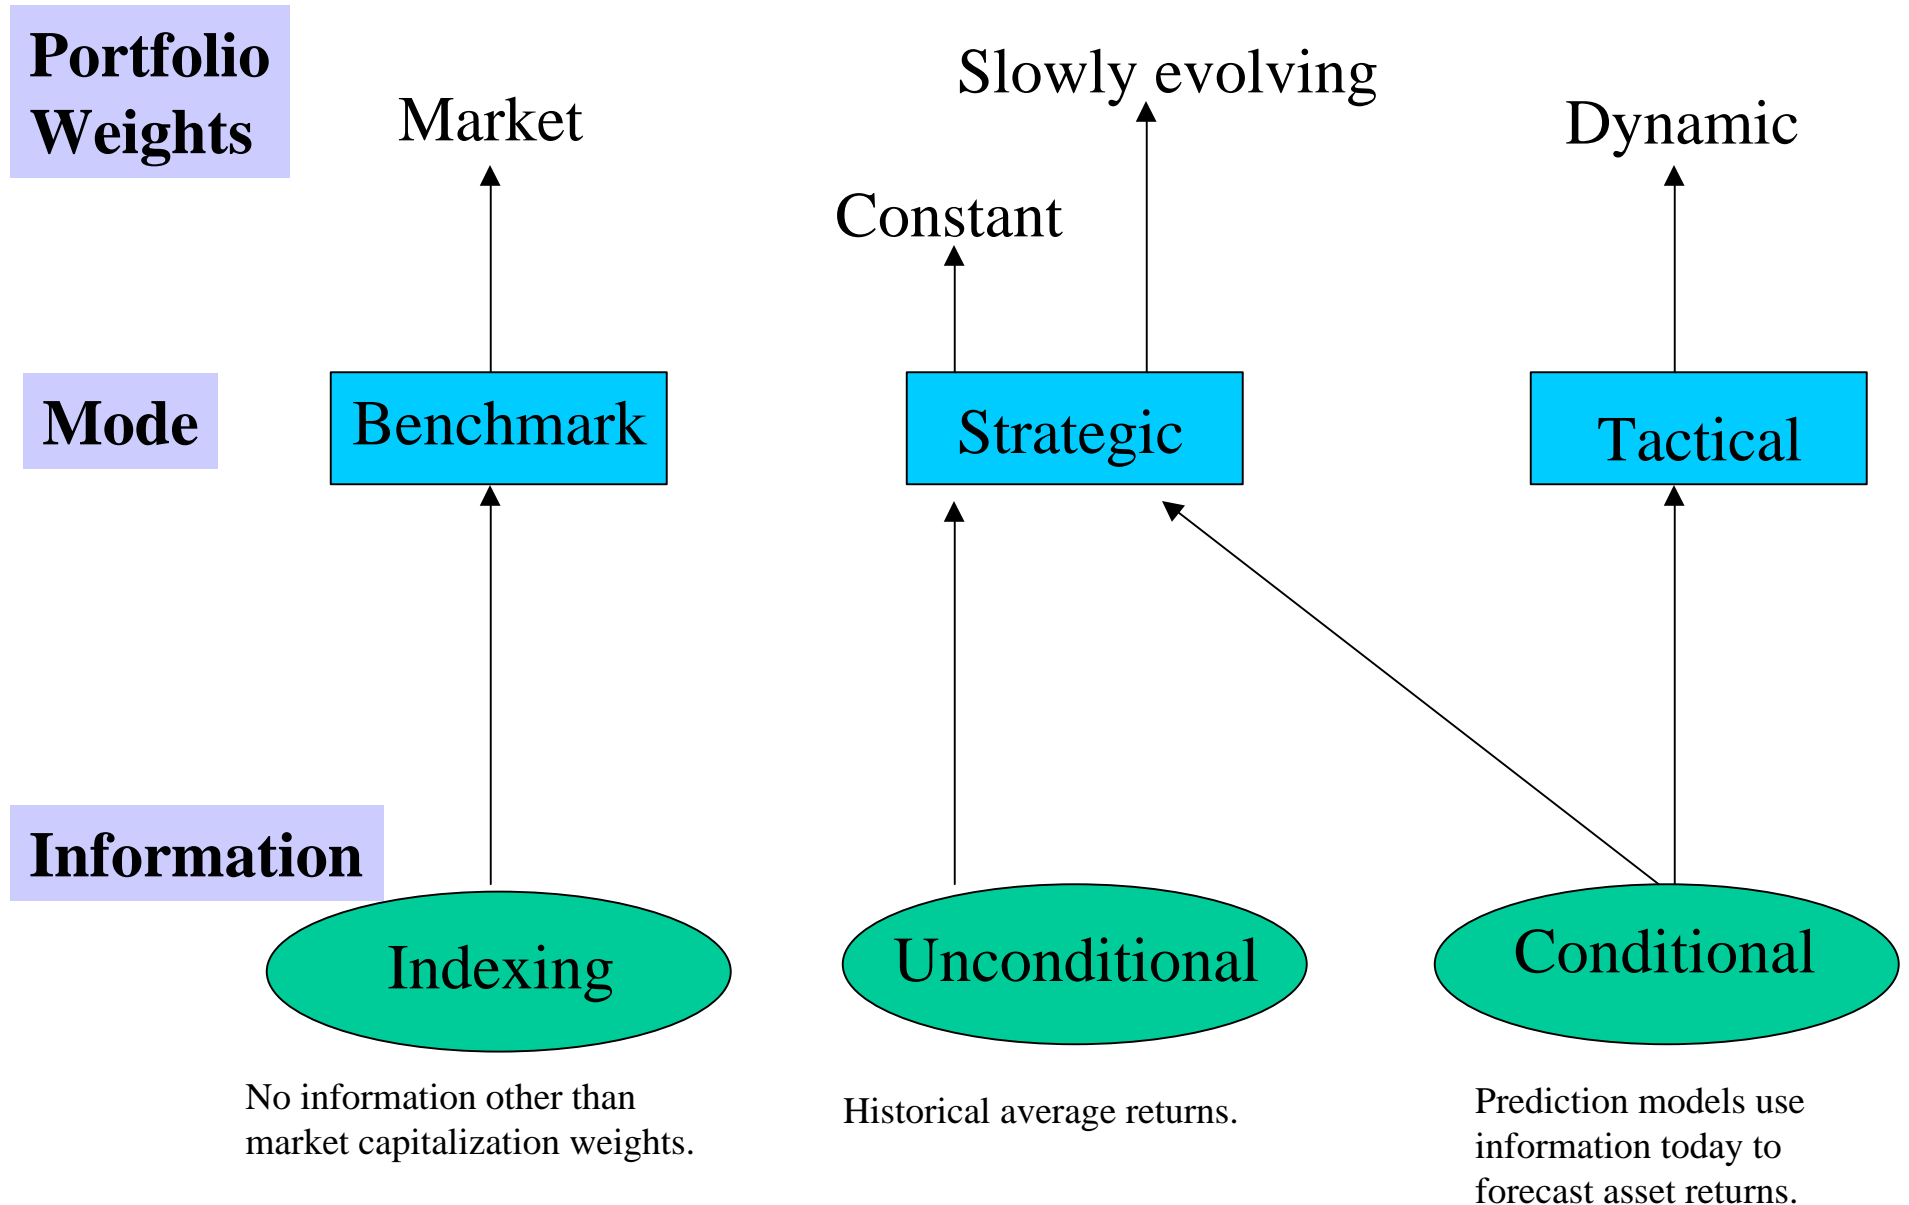 Portfolio
Weights
Market
Slowly evolving
Dynamic
Constant
Mode
Benchmark
Strategic
Tactical
Information
Indexing
Unconditional
Conditional
No information other than
market capitalization weights.
Historical average returns.
Prediction models use
information today to
forecast asset returns.